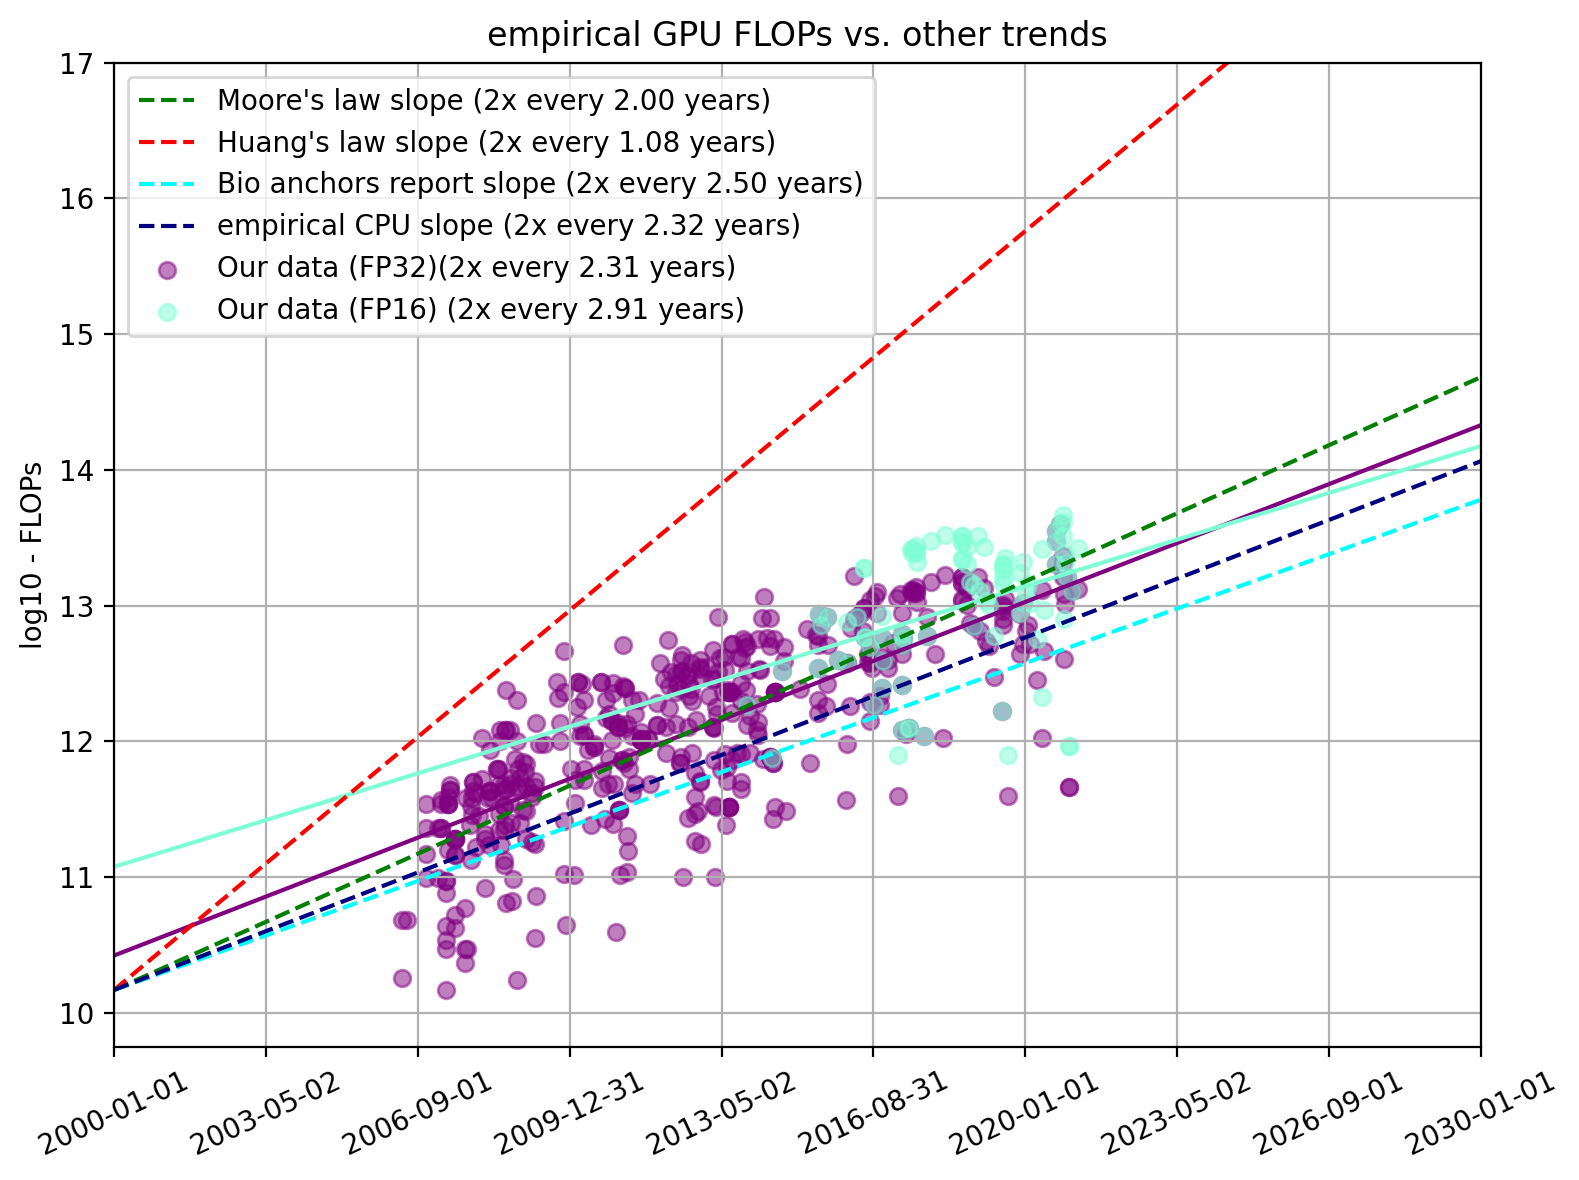 empirical GPU FLOPs vs. other trends
17
16
15
14
13
12
11
10
log10 - FLOPs
Moore's law slope (2x every 2.00 years)
Huang's law slope (2x every 1.08 years)
Bio anchors report slope (2x every 2.50 years)
empirical CPU slope (2x every 2.32 years)
Our data (FP32)(2x every 2.31 years)
Our data (FP16) (2x every 2.91 years)
2000-01-01
2003-05-02
2006-09-01
2009-12-31
2013-05-02
2016-08-31
2020-01-01
2023-05-02
2026-09-01
2030-01-01